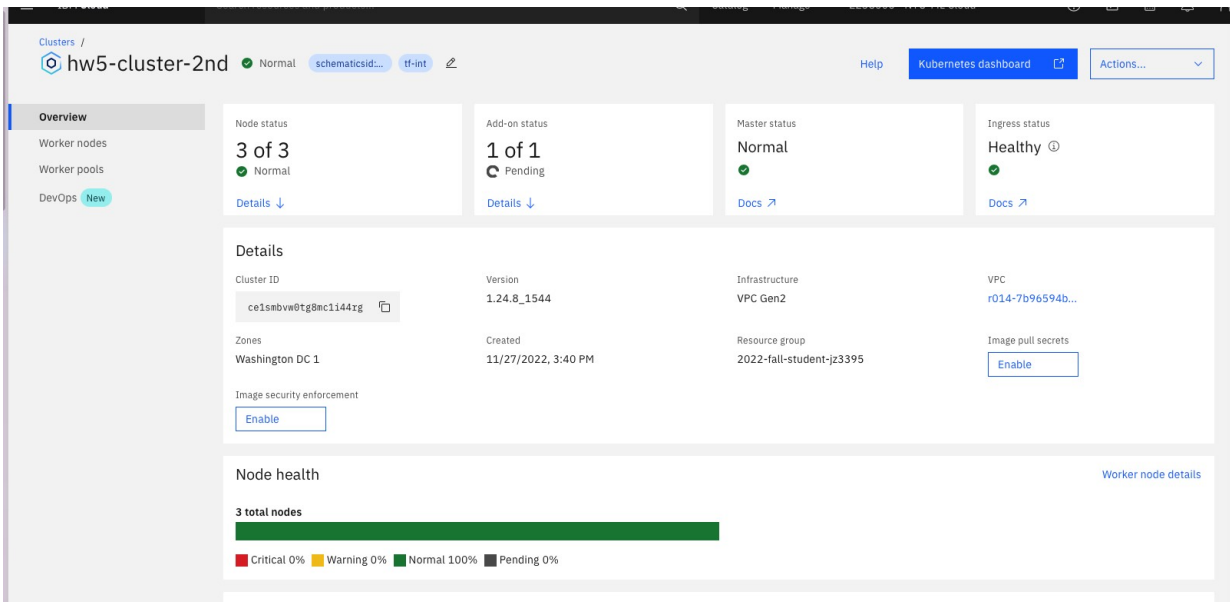 Clusters /
hw5-cluster-2nd Normal schematicsid:... tf-int
Help Kubernetes dashboard Actions...
Overview
Worker nodes
Worker pools
DevOps New
Node status
3 of 3
Normal
Details
Add-on status
1 of 1
Pending
Details
Master status
Normal
Docs
Ingress status
Healthy
Docs
Details
Cluster ID
ce1smbvw0tg8mc1i44rg
Version
1.24.8_1544
Infrastructure
VPC Gen2
VPC
r014-7b96594b...
Zones
Washington DC 1
Created
11/27/2022, 3:40 PM
Resource group
2022-fall-student-jz3395
Image pull secrets
Enable
Image security enforcement
Enable
Node health
Worker node details
3 total nodes
Critical 0% Warning 0% Normal 100% Pending 0%